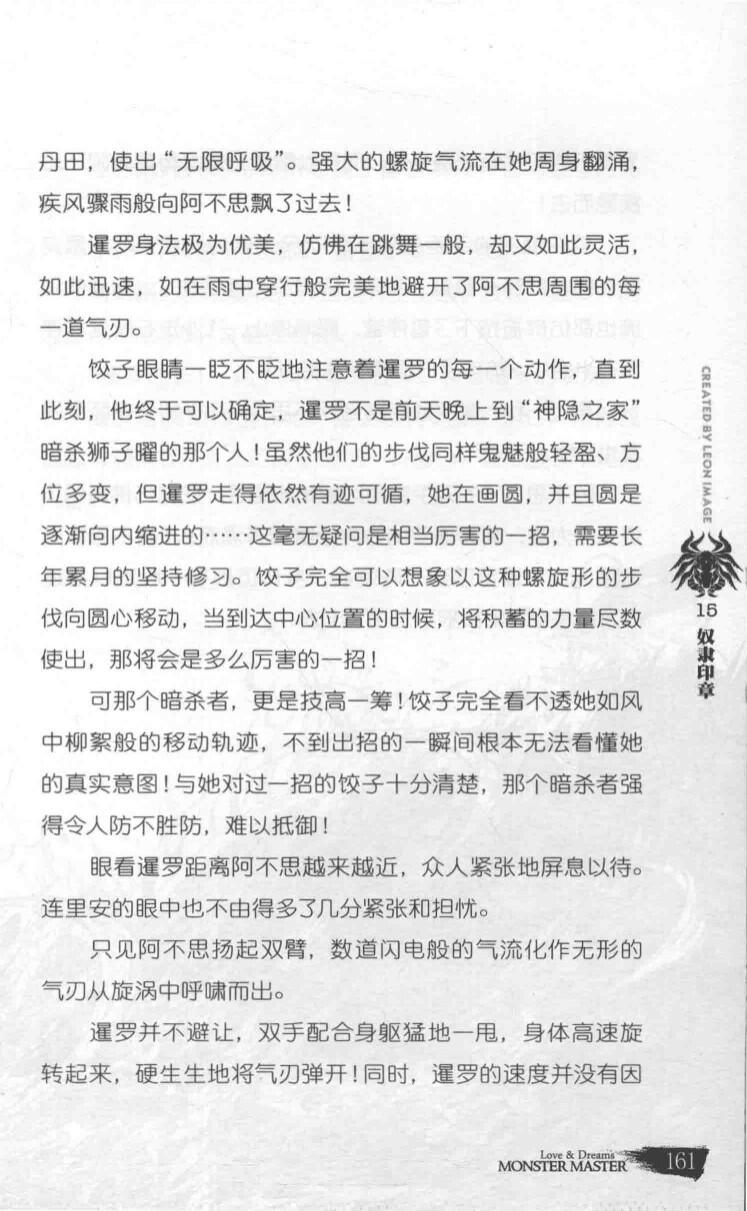 丹田，使出“无限呼吸”。强大的螺旋气流在她周身翻涌，
疾风骤雨般向阿不思飘了过去！
暹罗身法极为优美，仿佛在跳舞一般，却又如此灵活，
如此迅速，如在雨中穿行般完美地避开了阿不思周围的每
一道气刃。
饺子眼睛一眨不眨地注意着暹罗的每一个动作，直到
此刻，他终于可以确定，暹罗不是前天晚上到“神隐之家”
暗杀狮子曜的那个人！虽然他们的步伐同样鬼魅般轻盈、方
位多变，但暹罗走得依然有迹可循，她在画圆，并且圆是
逐渐向内缩进的……这毫无疑问是相当厉害的一招，需要长
年累月的坚持修习。饺子完全可以想象以这种螺旋形的步
伐向圆心移动，当到达中心位置的时候，将积蓄的力量尽数
使出，那将会是多么厉害的一招！
可那个暗杀者，更是技高一筹！饺子完全看不透她如风
中柳絮般的移动轨迹，不到出招的一瞬间根本无法看懂她
的真实意图！与她对过一招的饺子十分清楚，那个暗杀者强
得令人防不胜防，难以抵御！
眼看暹罗距离阿不思越来越近，众人紧张地屏息以待。
连里安的眼中也不由得多了几分紧张和担忧。
只见阿不思扬起双臂，数道闪电般的气流化作无形的
气刃从旋涡中呼啸而出。
暹罗并不避让，双手配合身躯猛地一甩，身体高速旋
转起来，硬生生地将气刃弹开！同时，暹罗的速度并没有因
CREATED BY LEON IMAGE
15
奴隶印章
Love & Dreams
MONSTER MASTER
161